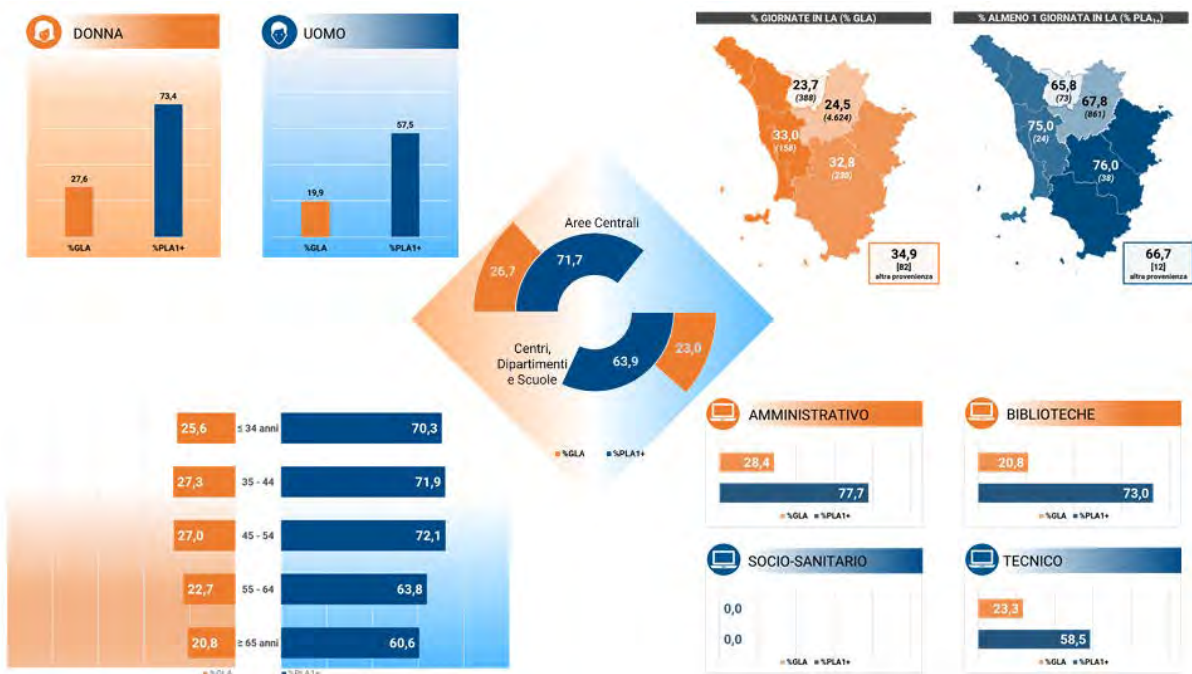 DONNA
73,4
27,6
%GLA
%PLA1+
UOMO
57,5
19,9
%GLA
%PLA1+
% GIORNATE IN LA (% GLA)
23,7
(388)
24,5
(4.624)
33,0
(158)
32,8
(230)
34,9
[82]
altra provenienza
% ALMENO 1 GIORNATA IN LA (% PLA₁₊)
65,8
(73)
67,8
(861)
75,0
(24)
76,0
(38)
66,7
[12]
altra provenienza
Aree Centrali
26,7
71,7
Centri,
Dipartimenti
e Scuole
63,9
23,0
%GLA %PLA1+
25,6 ≤ 34 anni 70,3
27,3 35 - 44 71,9
27,0 45 - 54 72,1
22,7 55 - 64 63,8
20,8 ≥ 65 anni 60,6
%GLA %PLA1+
AMMINISTRATIVO
28,4
77,7
%GLA %PLA1+
BIBLIOTECHE
20,8
73,0
%GLA %PLA1+
SOCIO-SANITARIO
0,0
0,0
%GLA %PLA1+
TECNICO
23,3
58,5
%GLA %PLA1+